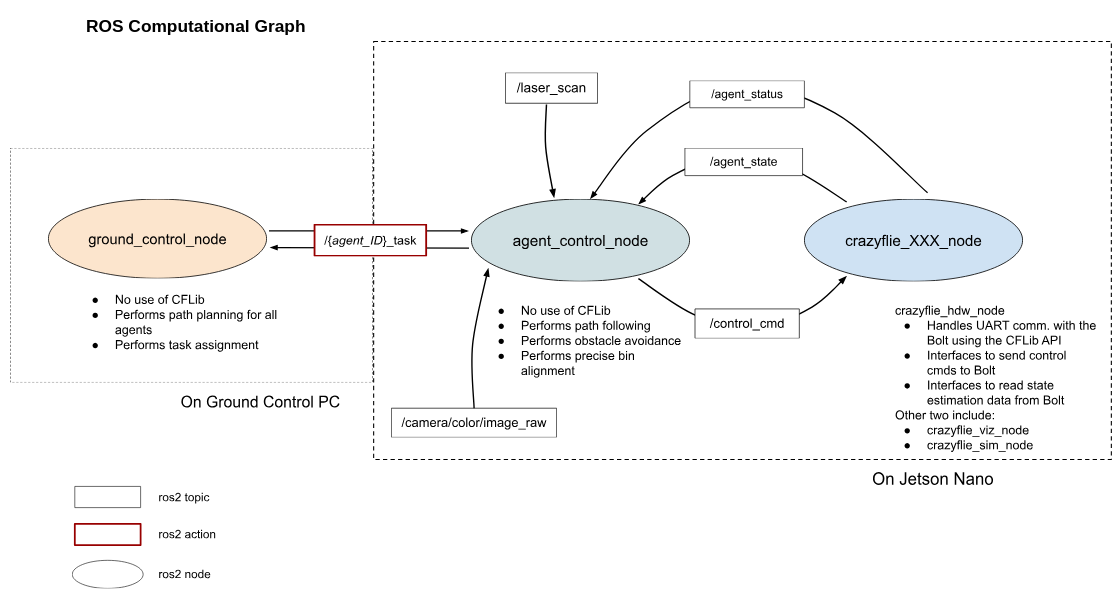 ROS Computational Graph
/laser_scan
/agent_status
/agent_state
ground_control_node
/{agent_ID}_task
agent_control_node
crazyflie_XXX_node
● No use of CFLib
● Performs path planning for all
agents
● Performs task assignment
On Ground Control PC
● No use of CFLib
● Performs path following
● Performs obstacle avoidance
● Performs precise bin
alignment
/control_cmd
/camera/color/image_raw
crazyflie_hdw_node
● Handles UART comm. with the
Bolt using the CFLib API
● Interfaces to send control
cmds to Bolt
● Interfaces to read state
estimation data from Bolt
Other two include:
● crazyflie_viz_node
● crazyflie_sim_node
On Jetson Nano
ros2 topic
ros2 action
ros2 node